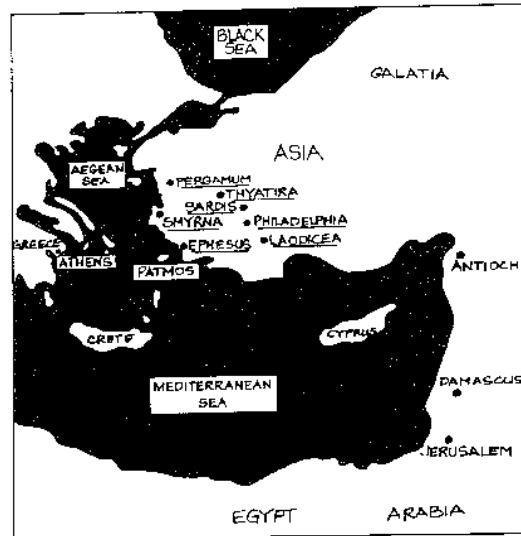 BLACK
SEA
GALATIA
ASIA
AEGEAN
SEA
PERGAMUM
THYATIRA
SARDIS
SMYRNA
PHILADELPHIA
GREECE
ATHENS
EPHESUS
LAODICEA
PATMOS
ANTIOCH
CRETE
CYPRUS
MEDITERRANEAN
SEA
DAMASCUS
JERUSALEM
EGYPT
ARABIA